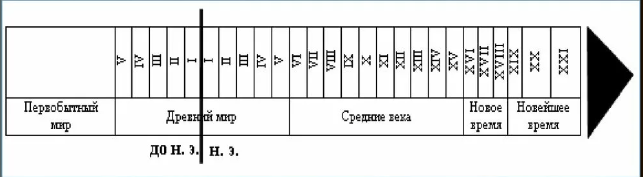 V IV III II I I II III IV V VI VII VIII IX X XI XII XIII XIV XV XVI XVII XVIII XIX XX XXI
Первобытный мир
Древний мир
Средние века
Новое время
Новейшее время
до н. э. н. э.